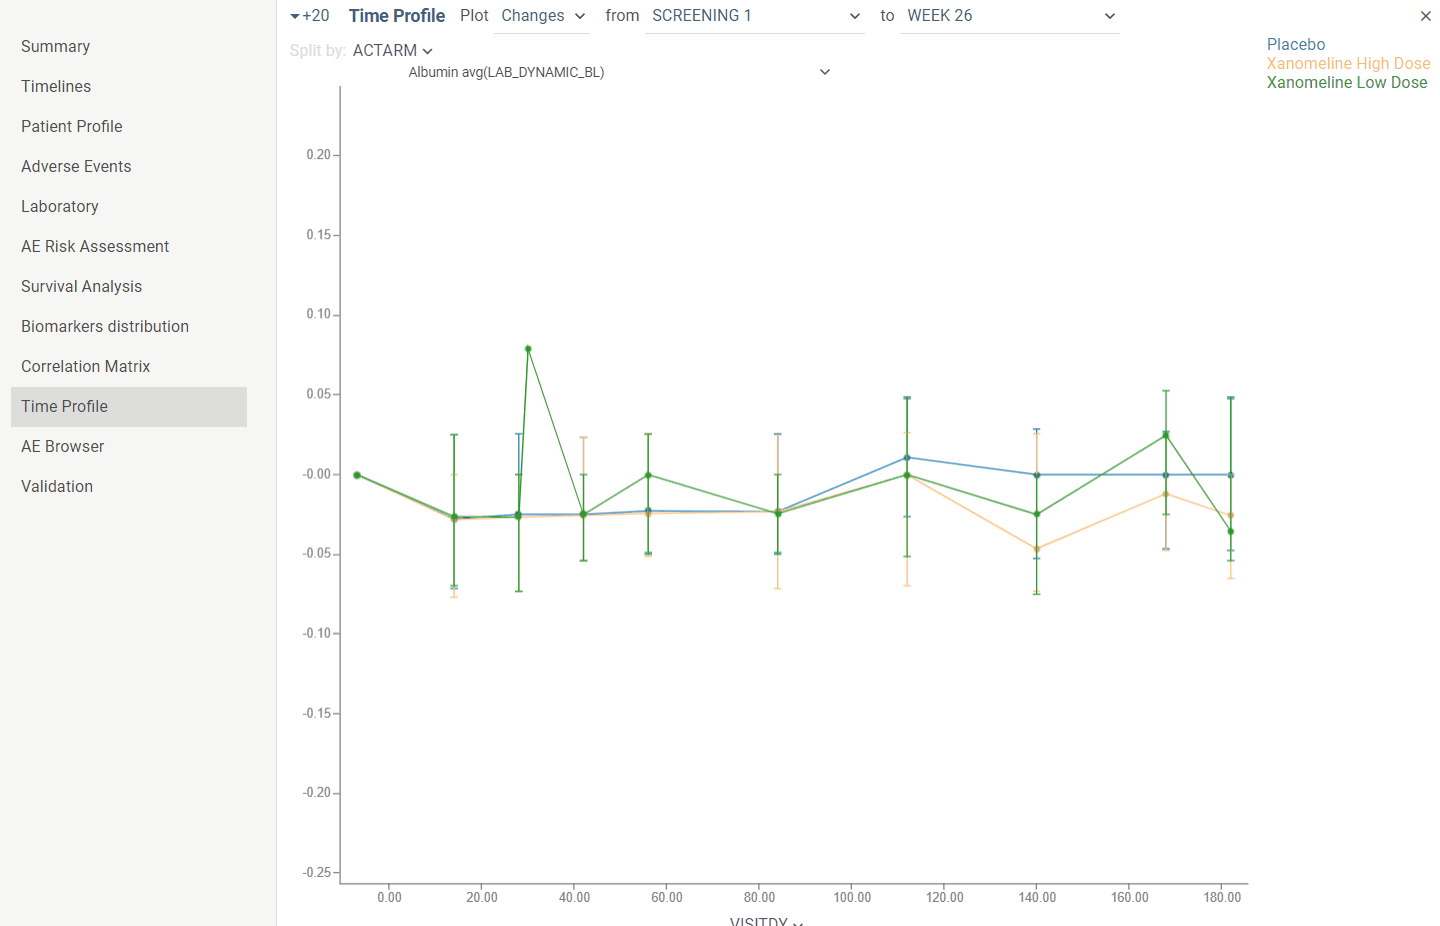 Summary
Timelines
Patient Profile
Adverse Events
Laboratory
AE Risk Assessment
Survival Analysis
Biomarkers distribution
Correlation Matrix
Time Profile
AE Browser
Validation
+20 Time Profile Plot Changes from SCREENING 1 to WEEK 26
Split by: ACTARM
Albumin avg(LAB_DYNAMIC_BL)
Placebo
Xanomeline High Dose
Xanomeline Low Dose
0.20
0.15
0.10
0.05
-0.00
-0.05
-0.10
-0.15
-0.20
-0.25
0.00 20.00 40.00 60.00 80.00 100.00 120.00 140.00 160.00 180.00
VISITDY